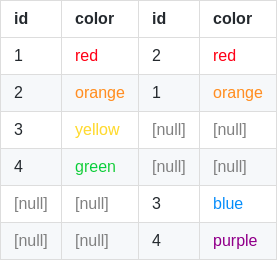 id color id color
1 red 2 red
2 orange 1 orange
3 yellow [null] [null]
4 green [null] [null]
[null] [null] 3 blue
[null] [null] 4 purple